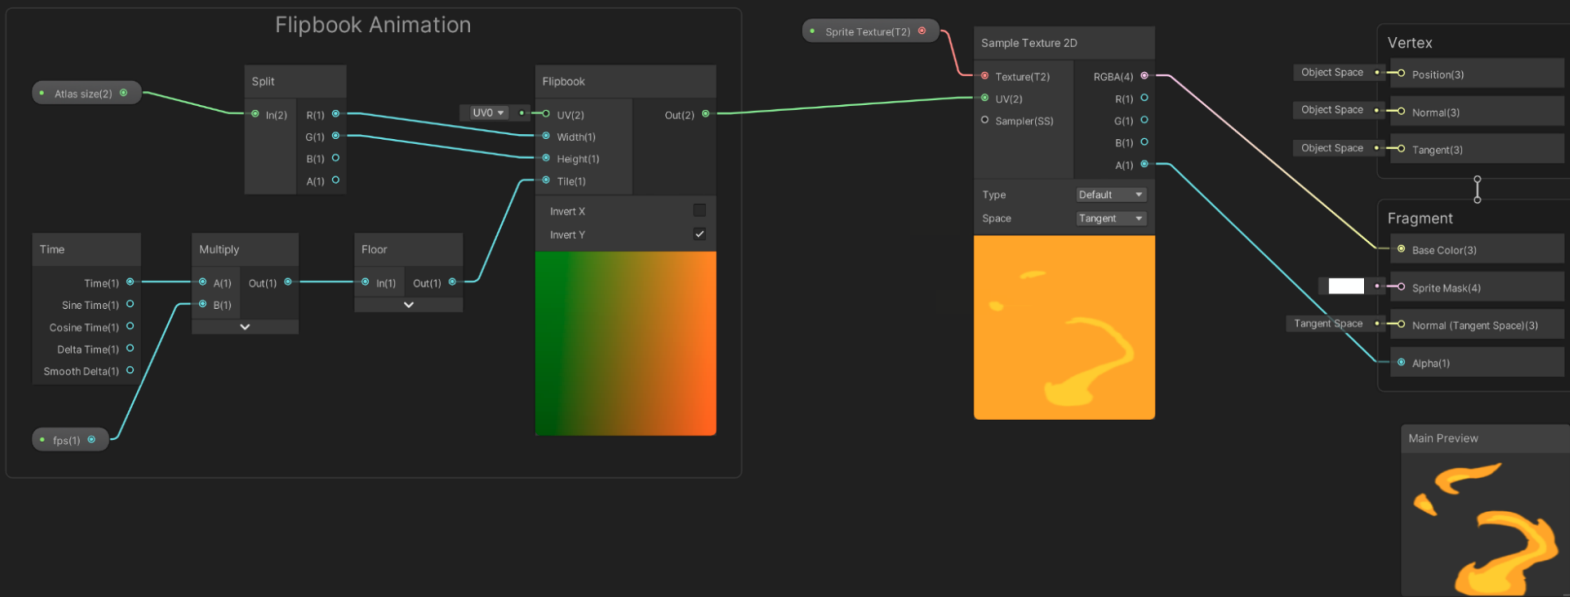 Flipbook Animation
Atlas size(2)
Split
In(2)
R(1)
G(1)
B(1)
A(1)
Time
Time(1)
Sine Time(1)
Cosine Time(1)
Delta Time(1)
Smooth Delta(1)
fps(1)
Multiply
A(1)
Out(1)
B(1)
Floor
In(1)
Out(1)
Flipbook
UV0
UV(2)
Out(2)
Width(1)
Height(1)
Tile(1)
Invert X
Invert Y
Sprite Texture(T2)
Sample Texture 2D
Texture(T2)
RGBA(4)
UV(2)
R(1)
Sampler(SS)
G(1)
B(1)
A(1)
Type
Default
Space
Tangent
Vertex
Object Space
Position(3)
Object Space
Normal(3)
Object Space
Tangent(3)
Fragment
Base Color(3)
Sprite Mask(4)
Tangent Space
Normal (Tangent Space)(3)
Alpha(1)
Main Preview